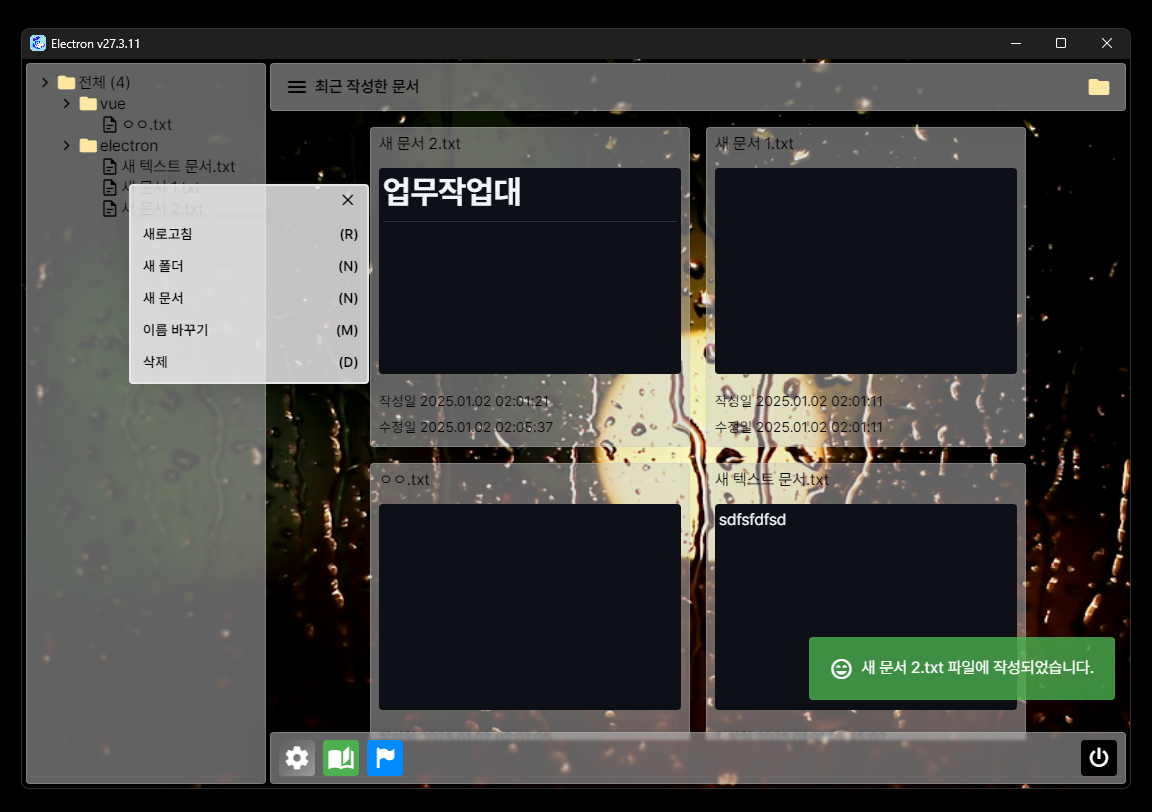 Electron v27.3.11
전체 (4)
vue
ㅇㅇ.txt
electron
새 텍스트 문서.txt
새 문서 1.txt
새 문서 2.txt
새로고침 (R)
새 폴더 (N)
새 문서 (N)
이름 바꾸기 (M)
삭제 (D)
최근 작성한 문서
새 문서 2.txt
업무작업대
작성일 2025.01.02 02:01:21
수정일 2025.01.02 02:05:37
새 문서 1.txt
작성일 2025.01.02 02:01:11
수정일 2025.01.02 02:01:11
ㅇㅇ.txt
새 텍스트 문서.txt
sdfsfdfsd
새 문서 2.txt 파일에 작성되었습니다.